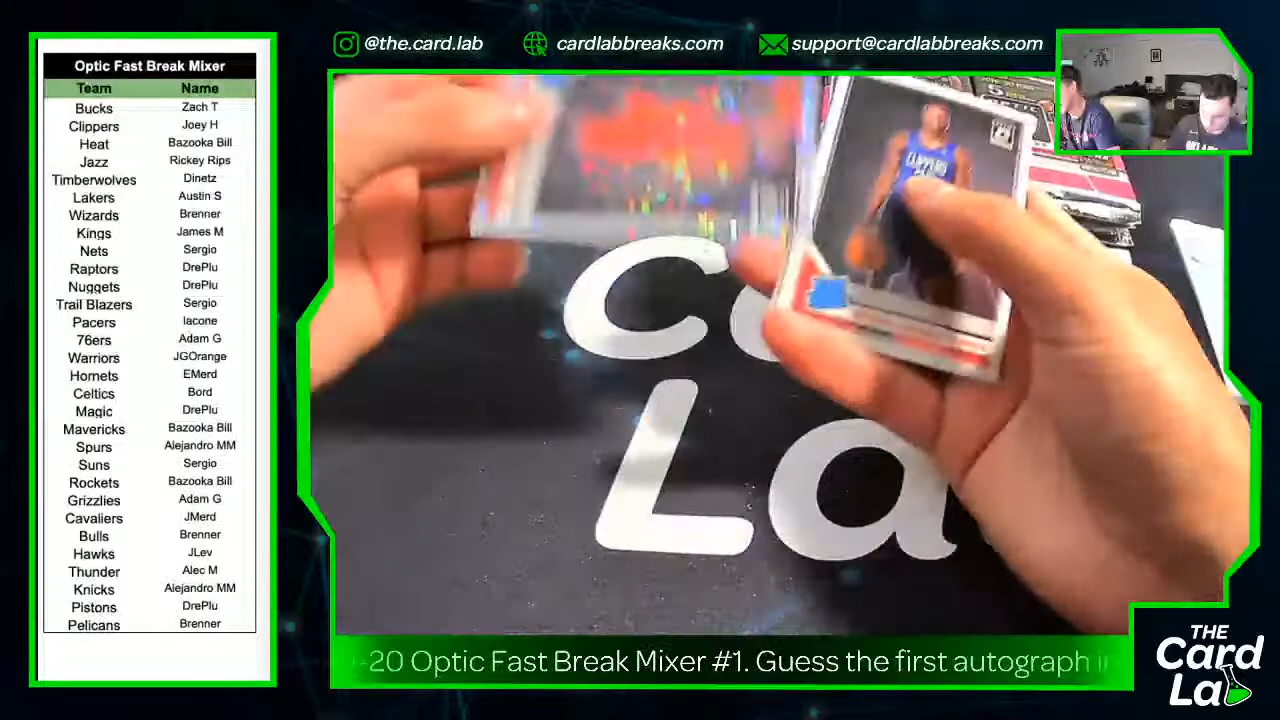 @the.card.lab
cardlabbreaks.com
support@cardlabbreaks.com
Optic Fast Break Mixer
Team Name
Bucks Zach T
Clippers Joey H
Heat Bazooka Bill
Jazz Rickey Rips
Timberwolves Dinetz
Lakers Austin S
Wizards Brenner
Kings James M
Nets Sergio
Raptors DrePlu
Nuggets DrePlu
Trail Blazers Sergio
Pacers Iacone
76ers Adam G
Warriors JGOrange
Hornets EMerd
Celtics Bord
Magic DrePlu
Mavericks Bazooka Bill
Spurs Alejandro MM
Suns Sergio
Rockets Bazooka Bill
Grizzlies Adam G
Cavaliers JMerd
Bulls Brenner
Hawks JLev
Thunder Alec M
Knicks Alejandro MM
Pistons DrePlu
Pelicans Brenner
CLIPPERS
La
-20 Optic Fast Break Mixer #1. Guess the first autograph i
THE
Card
Lab